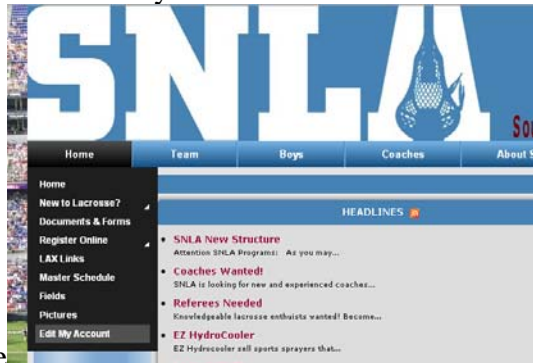 SNLA
Sou
Home Team Boys Coaches About S
Home
New to Lacrosse?
Documents & Forms
Register Online
LAX Links
Master Schedule
Fields
Pictures
Edit My Account
HEADLINES
SNLA New Structure
Attention SNLA Programs: As you may...
Coaches Wanted!
SNLA is looking for new and experienced coaches...
Referees Needed
Knowledgeable lacrosse enthuists wanted! Become...
EZ HydroCooler
EZ Hydrocooler sell sports sprayers that...
e